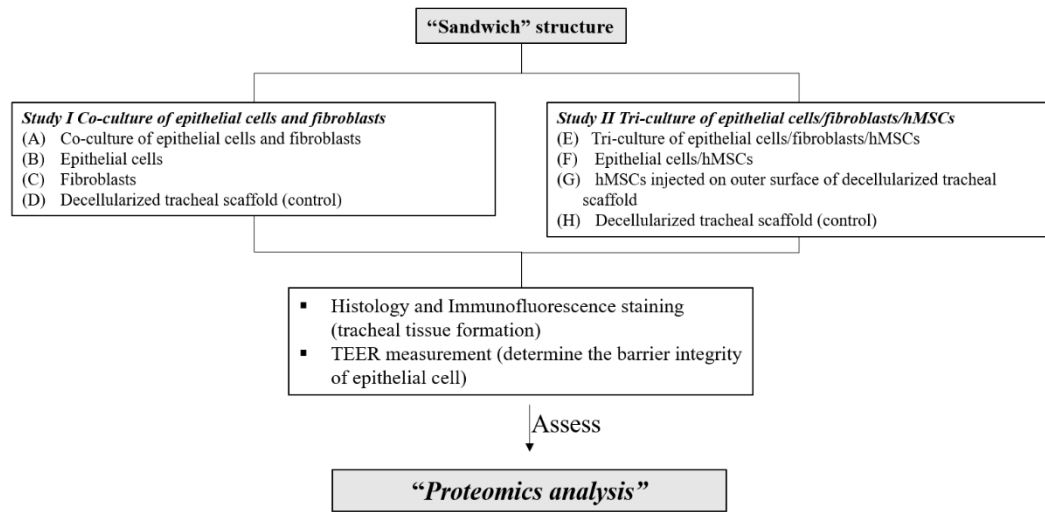 “Sandwich” structure
Study I Co-culture of epithelial cells and fibroblasts
(A) Co-culture of epithelial cells and fibroblasts
(B) Epithelial cells
(C) Fibroblasts
(D) Decellularized tracheal scaffold (control)
Study II Tri-culture of epithelial cells/fibroblasts/hMSCs
(E) Tri-culture of epithelial cells/fibroblasts/hMSCs
(F) Epithelial cells/hMSCs
(G) hMSCs injected on outer surface of decellularized tracheal
scaffold
(H) Decellularized tracheal scaffold (control)
▪ Histology and Immunofluorescence staining
(tracheal tissue formation)
▪ TEER measurement (determine the barrier integrity
of epithelial cell)
Assess
“Proteomics analysis”